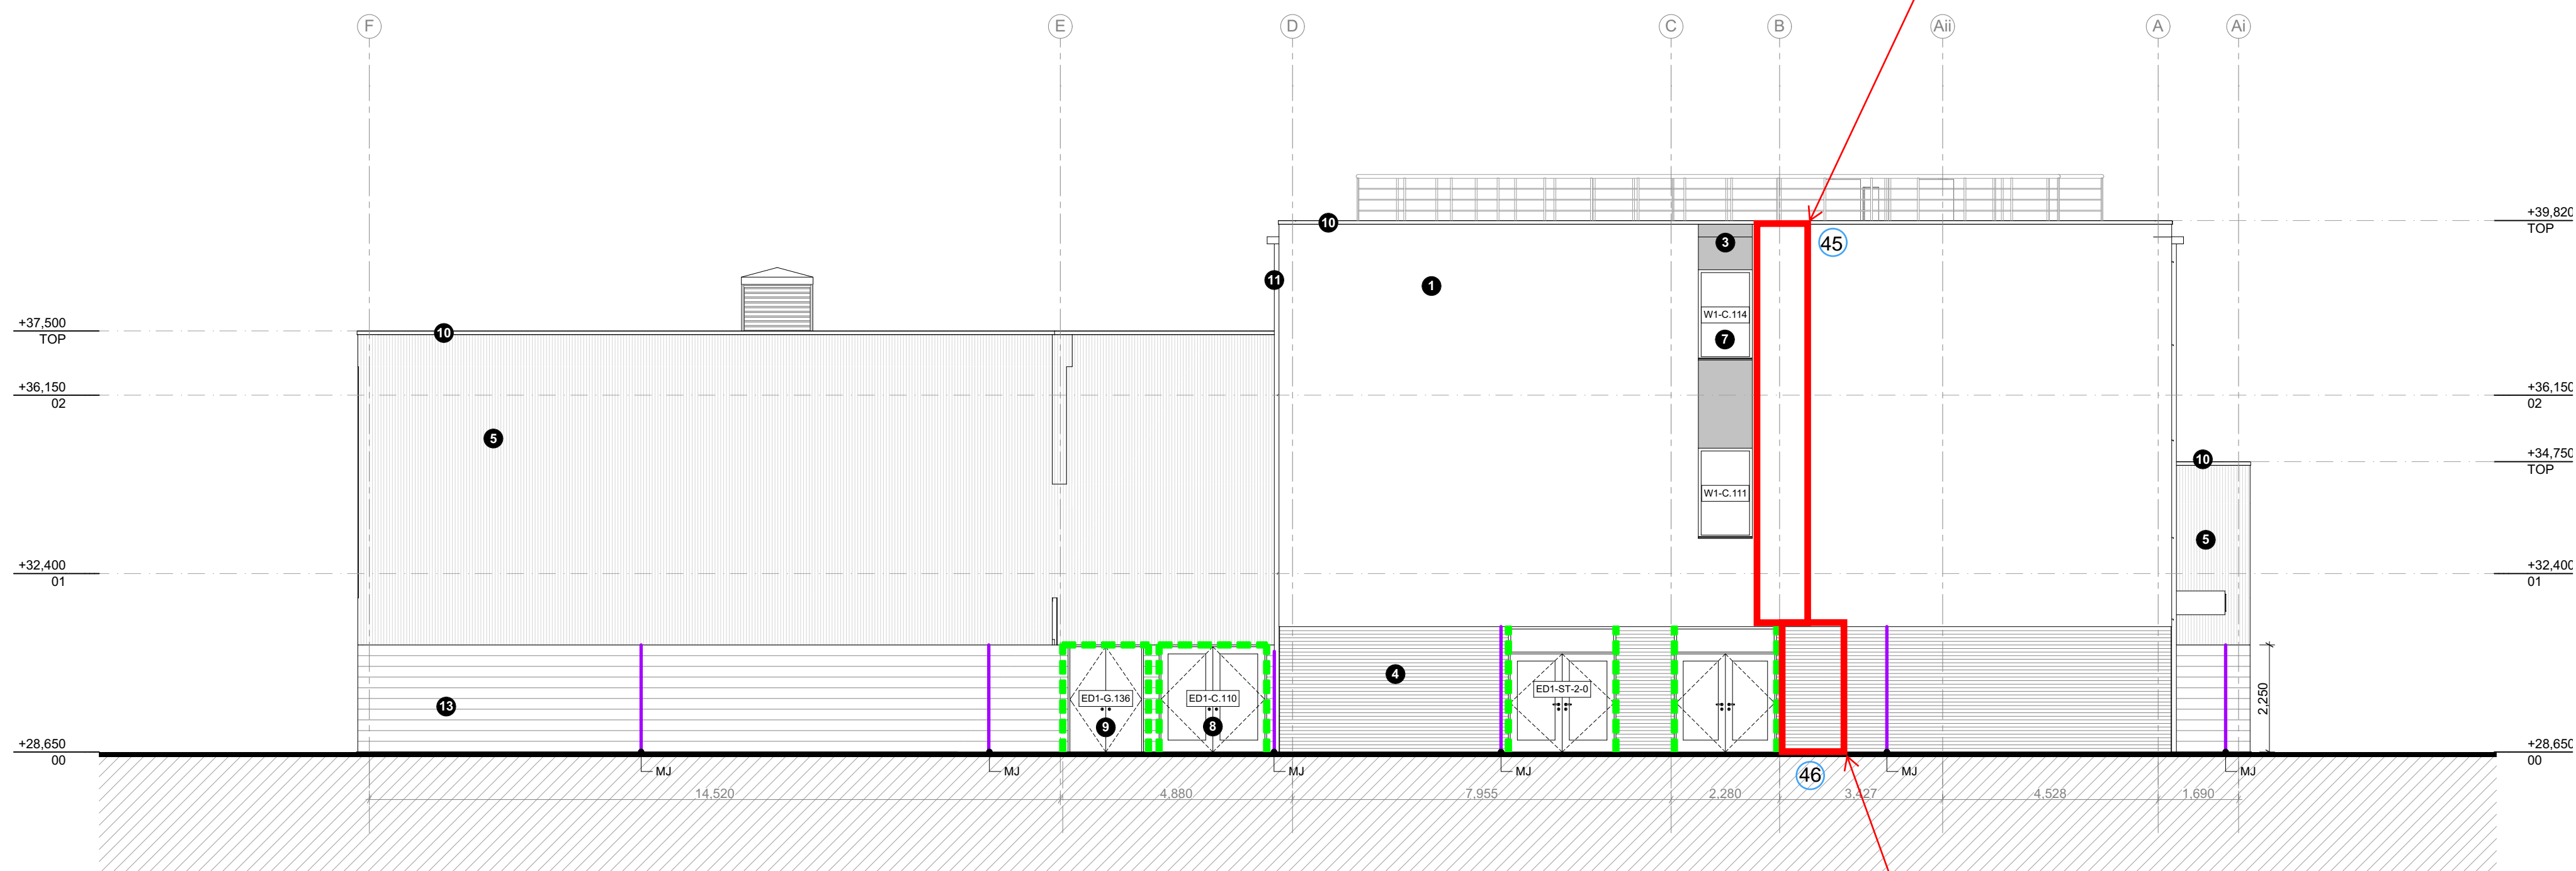 F E D C B Aii A Ai
+39,820
TOP
+39,820
TOP
10
3
45
11
1
W1-C.114
7
+37,500
TOP
10
+36,150
02
+36,150
02
5
+34,750
TOP
10
W1-C.111
5
+32,400
01
+32,400
01
4
ED1-G.136
ED1-C.110
ED1-ST-2-0
13
9
8
2,250
+28,650
00
+28,650
00
MJ MJ MJ MJ MJ MJ
46
14,520 4,880 7,955 2,280 3,427 4,528 1,690